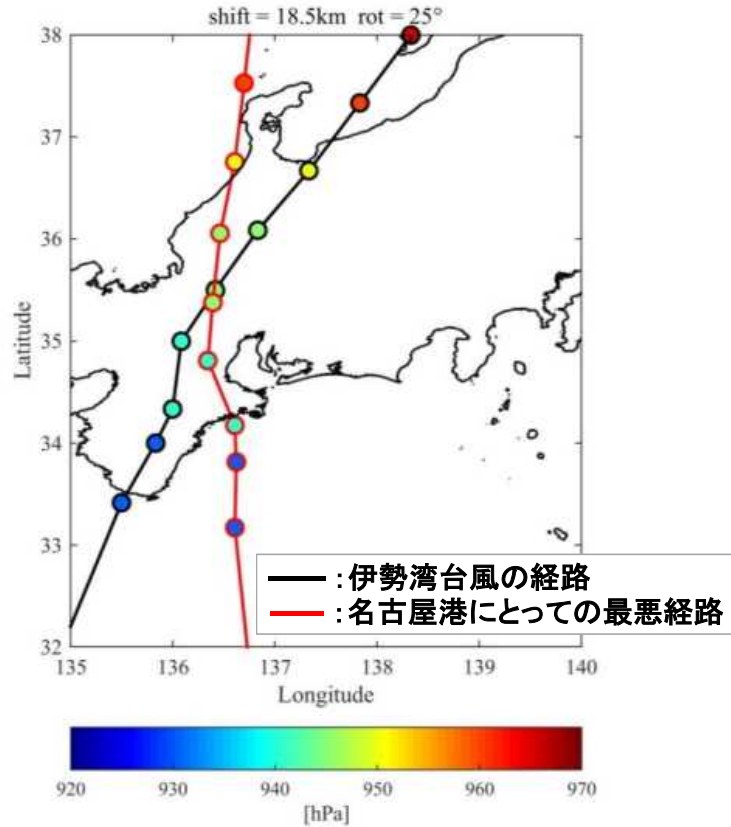 shift = 18.5km rot = 25°
38
37
36
35
34
33
32
Latitude
━━ : 伊勢湾台風の経路
━━ : 名古屋港にとっての最悪経路
135 136 137 138 139 140
Longitude
920 930 940 950 960 970
[hPa]